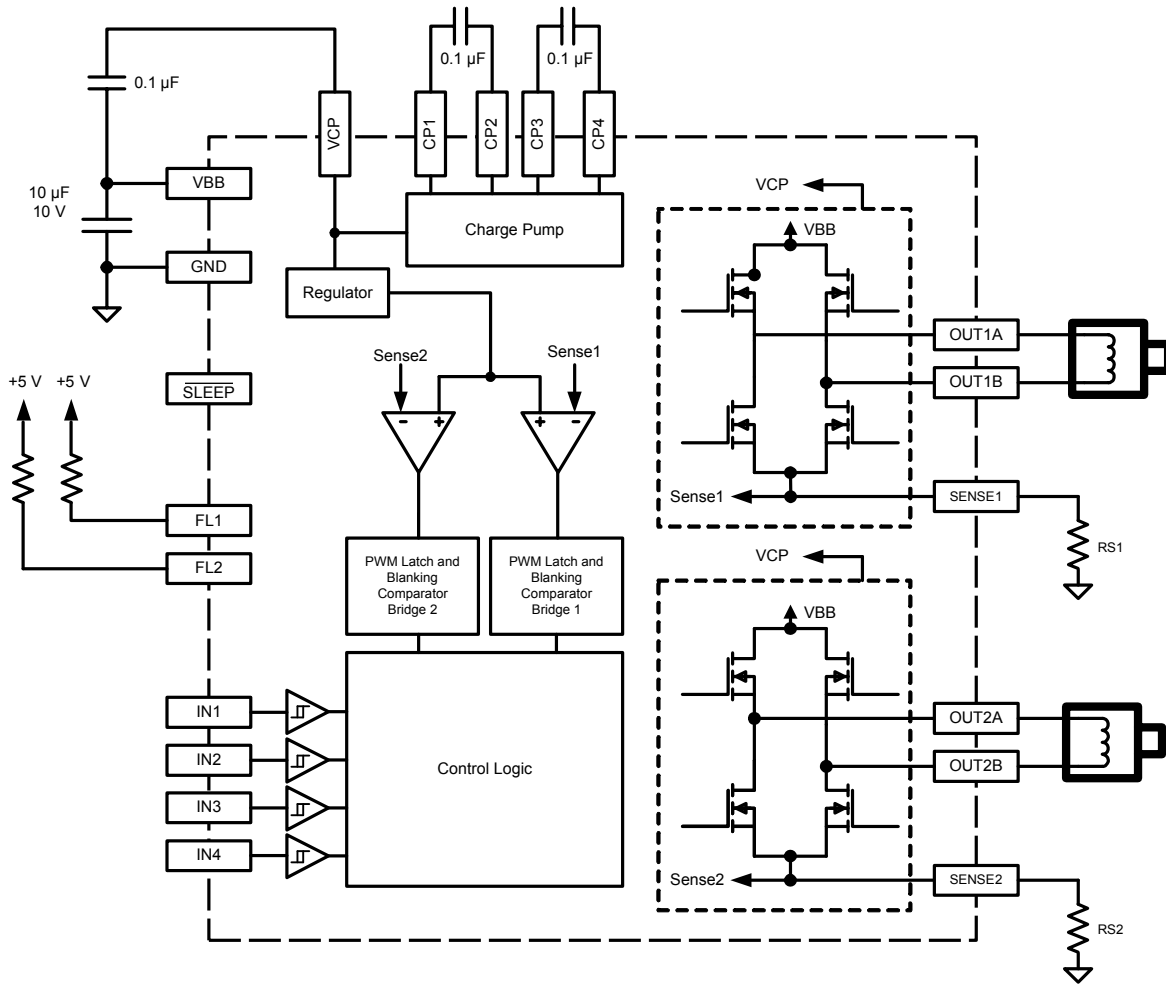 0.1 µF
0.1 µF
0.1 µF
VCP
CP1
CP2
CP3
CP4
VBB
10 µF
10 V
GND
Charge Pump
Regulator
VCP
VBB
OUT1A
OUT1B
Sense1
SENSE1
RS1
Sense2
Sense1
- +
+ -
+5 V
+5 V
SLEEP
FL1
FL2
PWM Latch and
Blanking
Comparator
Bridge 2
PWM Latch and
Blanking
Comparator
Bridge 1
VCP
VBB
IN1
IN2
IN3
IN4
Control Logic
OUT2A
OUT2B
Sense2
SENSE2
RS2